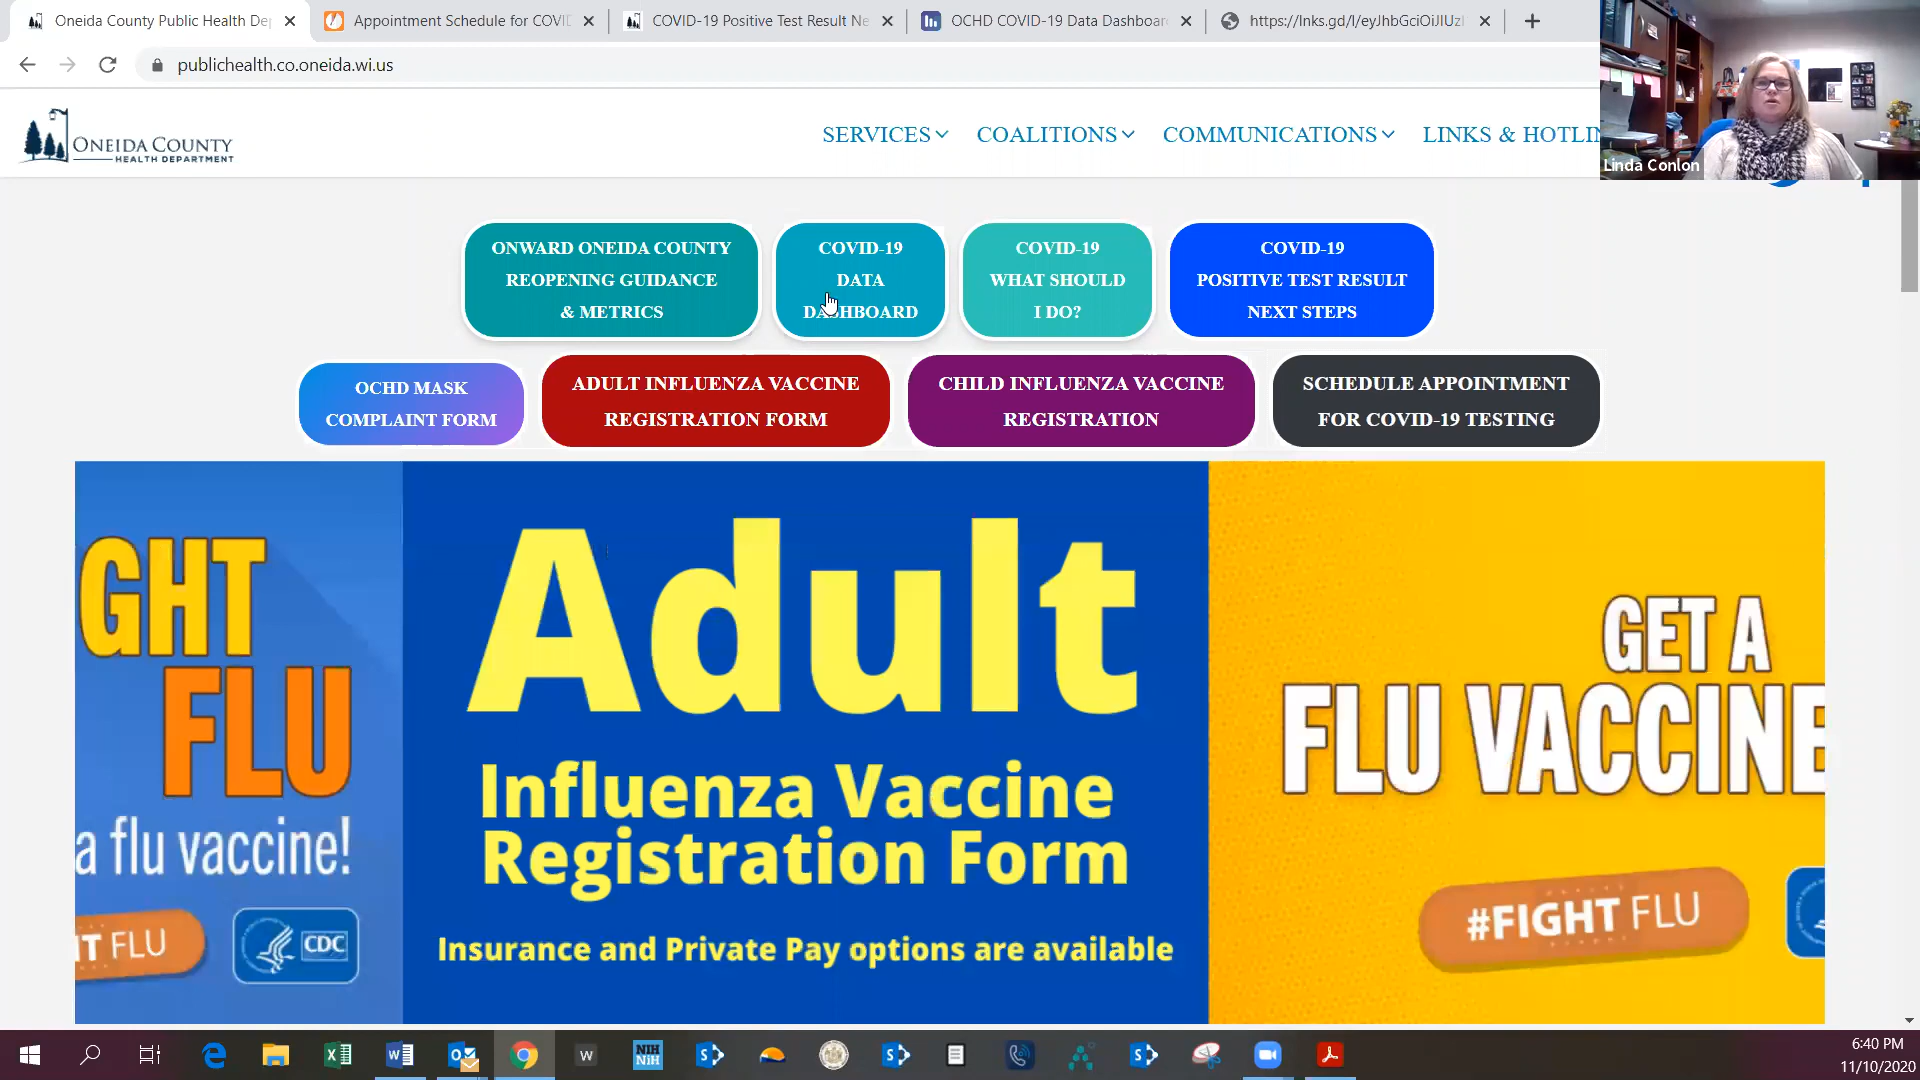 Oneida County Public Health De
Appointment Schedule for COVI
COVID-19 Positive Test Result Ne
OCHD COVID-19 Data Dashboar
https://lnks.gd/l/eyJhbGciOiJIUzI
publichealth.co.oneida.wi.us
ONEIDA COUNTY
HEALTH DEPARTMENT
SERVICES
COALITIONS
COMMUNICATIONS
LINKS & HOTLIN
Linda Conlon
ONWARD ONEIDA COUNTY
REOPENING GUIDANCE
& METRICS
COVID-19
DATA
DASHBOARD
COVID-19
WHAT SHOULD
I DO?
COVID-19
POSITIVE TEST RESULT
NEXT STEPS
OCHD MASK
COMPLAINT FORM
ADULT INFLUENZA VACCINE
REGISTRATION FORM
CHILD INFLUENZA VACCINE
REGISTRATION
SCHEDULE APPOINTMENT
FOR COVID-19 TESTING
GHT
FLU
a flu vaccine!
HT FLU
CDC
Adult
Influenza Vaccine
Registration Form
Insurance and Private Pay options are available
GET A
FLU VACCINE
#FIGHT FLU
W
NIH
NIH
6:40 PM
11/10/2020